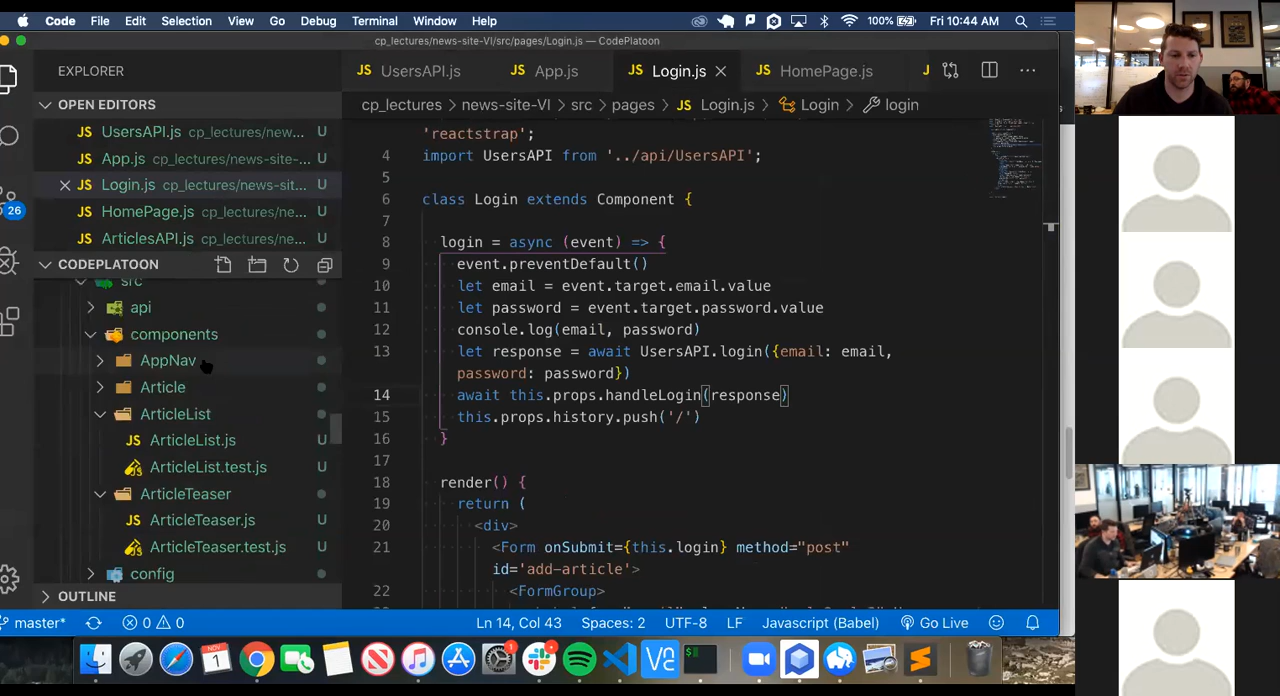 Code File Edit Selection View Go Debug Terminal Window Help 100% Fri 10:44 AM
cp_lectures/news-site-VI/src/pages/Login.js — CodePlatoon
EXPLORER
JS UsersAPI.js JS App.js JS Login.js JS HomePage.js
OPEN EDITORS
cp_lectures > news-site-VI > src > pages > JS Login.js > Login > login
JS UsersAPI.js cp_lectures/new... U
JS App.js cp_lectures/news-site-... U
JS Login.js cp_lectures/news-sit... U
JS HomePage.js cp_lectures/ne... U
JS ArticlesAPI.js cp_lectures/ne... U
CODEPLATOON
src
api
components
AppNav
Article
ArticleList
JS ArticleList.js U
ArticleList.test.js U
ArticleTeaser
JS ArticleTeaser.js U
ArticleTeaser.test.js U
config
OUTLINE
26
'reactstrap';
4 import UsersAPI from '../api/UsersAPI';
5
6 class Login extends Component {
7
8 login = async (event) => {
9 event.preventDefault()
10 let email = event.target.email.value
11 let password = event.target.password.value
12 console.log(email, password)
13 let response = await UsersAPI.login({email: email,
password: password})
14 await this.props.handleLogin(response)
15 this.props.history.push('/')
16 }
17
18 render() {
19 return (
20 <div>
21 <Form onSubmit={this.login} method="post"
id='add-article'>
22 <FormGroup>
master* 0 0 Ln 14, Col 43 Spaces: 2 UTF-8 LF Javascript (Babel) Go Live
NOV
1
1